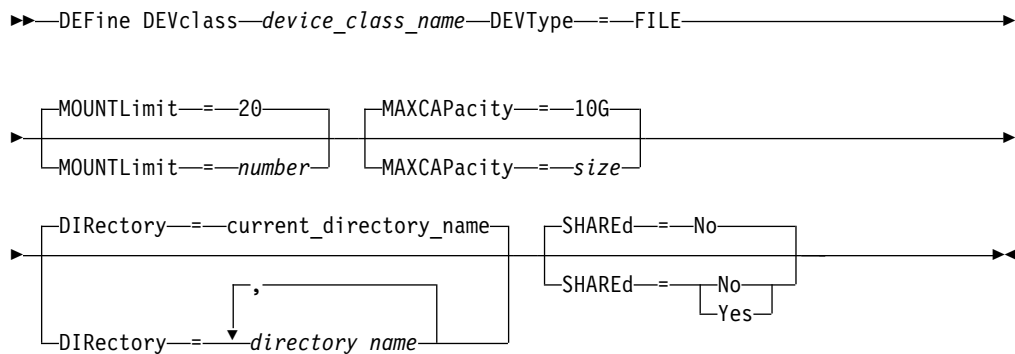 DEFine DEVclass device_class_name DEVType = FILE
MOUNTLimit = 20 MAXCAPacity = 10G
MOUNTLimit = number MAXCAPacity = size
DIRectory = current_directory_name SHAREd = No
SHAREd = No
, Yes
DIRectory = directory name